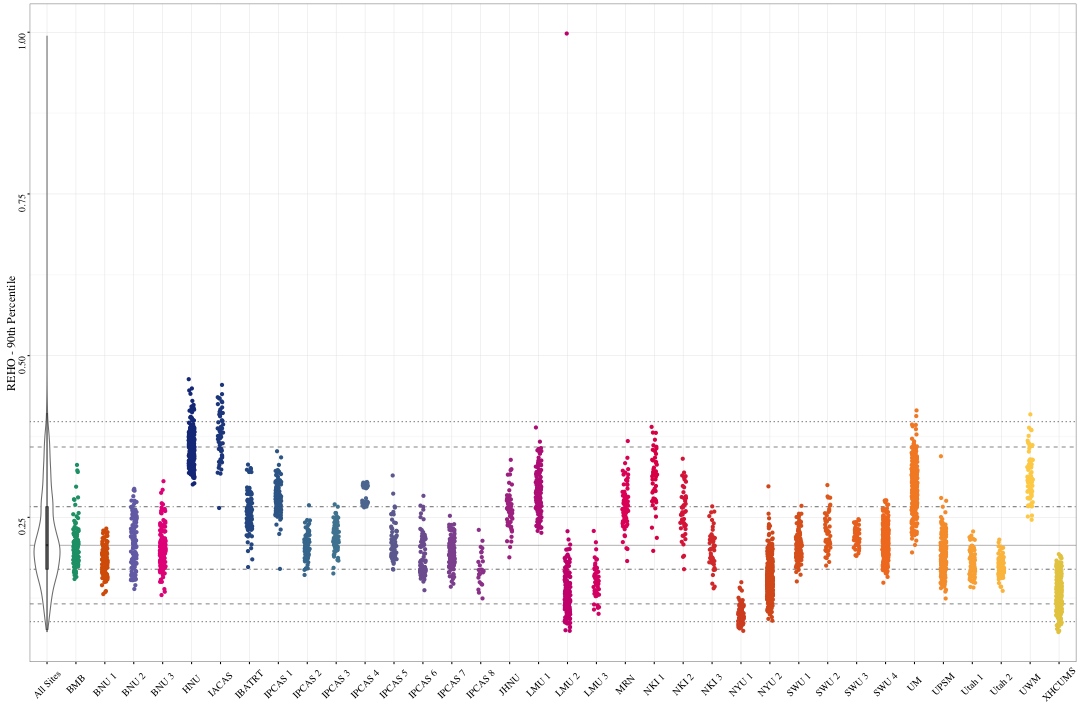 1.00
0.75
0.50
0.25
REHO - 90th Percentile
All Sites
BMB
BNU 1
BNU 2
BNU 3
HNU
IACAS
IBATRT
IPCAS 1
IPCAS 2
IPCAS 3
IPCAS 4
IPCAS 5
IPCAS 6
IPCAS 7
IPCAS 8
JHNU
LMU 1
LMU 2
LMU 3
MRN
NKI 1
NKI 2
NKI 3
NYU 1
NYU 2
SWU 1
SWU 2
SWU 3
SWU 4
UM
UPSM
Utah 1
Utah 2
UWM
XHCUMS